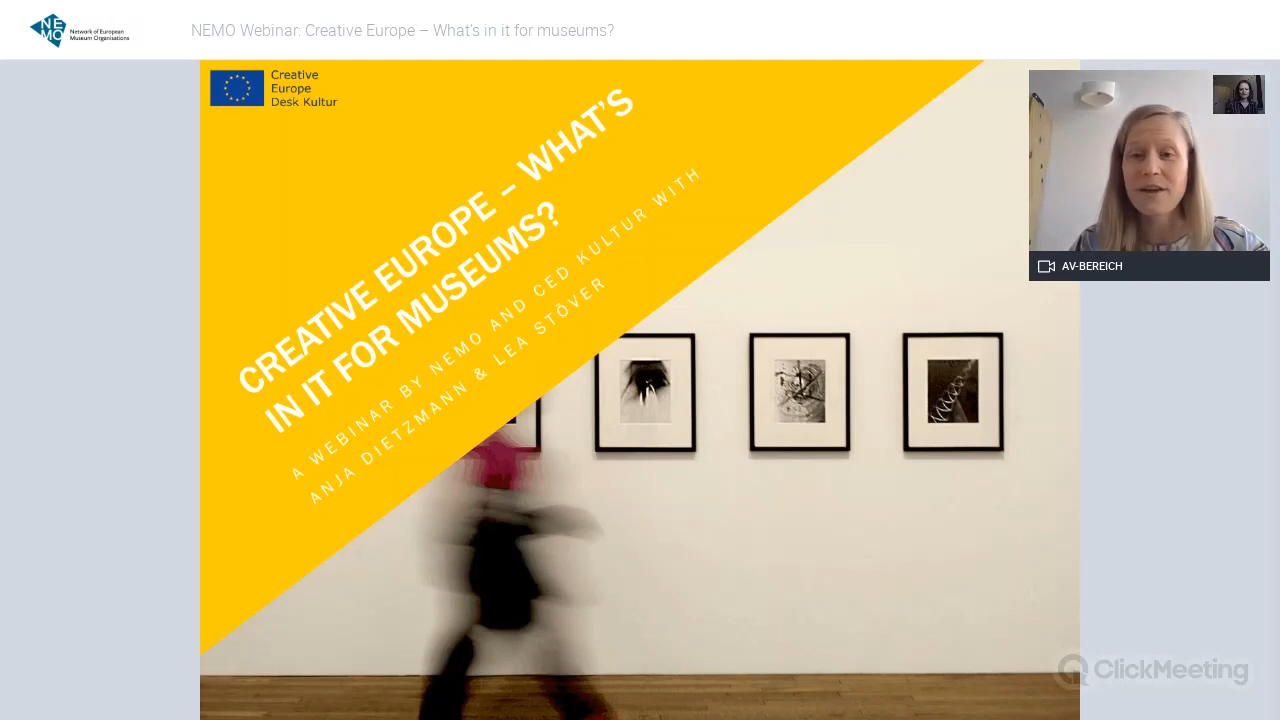 NEMO
Network of European
Museum Organisations
NEMO Webinar: Creative Europe – What's in it for museums?
Creative
Europe
Desk Kultur
CREATIVE EUROPE – WHAT'S
IN IT FOR MUSEUMS?
A WEBINAR BY NEMO AND CED KULTUR WITH
ANJA DIETZMANN & LEA STÖVER
AV-BEREICH
ClickMeeting